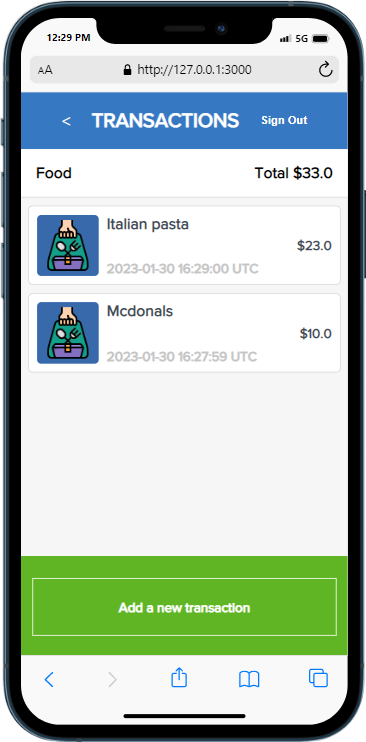 12:29 PM 5G
AA http://127.0.0.1:3000
< TRANSACTIONS Sign Out
Food Total $33.0
Italian pasta
$23.0
2023-01-30 16:29:00 UTC
Mcdonals
$10.0
2023-01-30 16:27:59 UTC
Add a new transaction